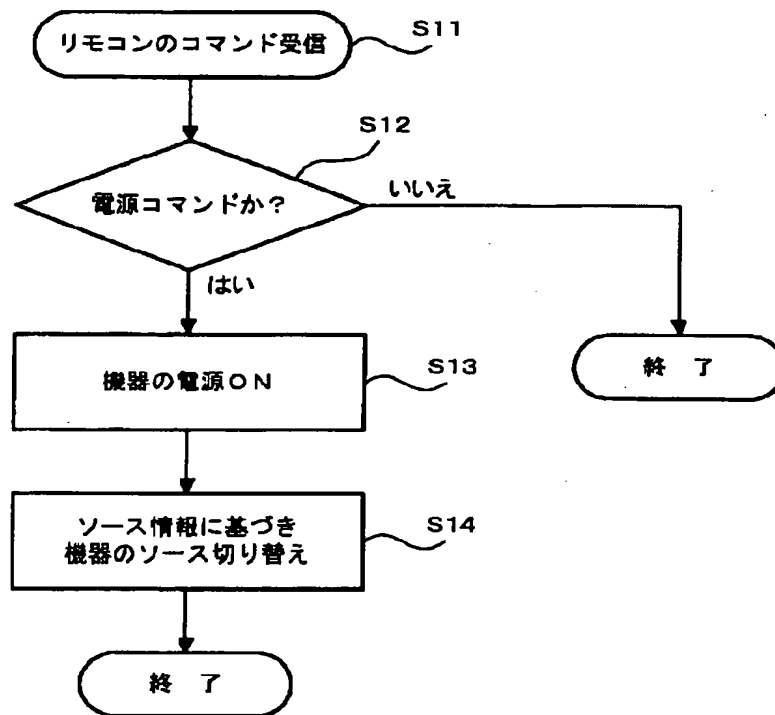 リモコンのコマンド受信
S11
S12
電源コマンドか？
いいえ
はい
機器の電源ON
S13
終 了
ソース情報に基づき
機器のソース切り替え
S14
終 了